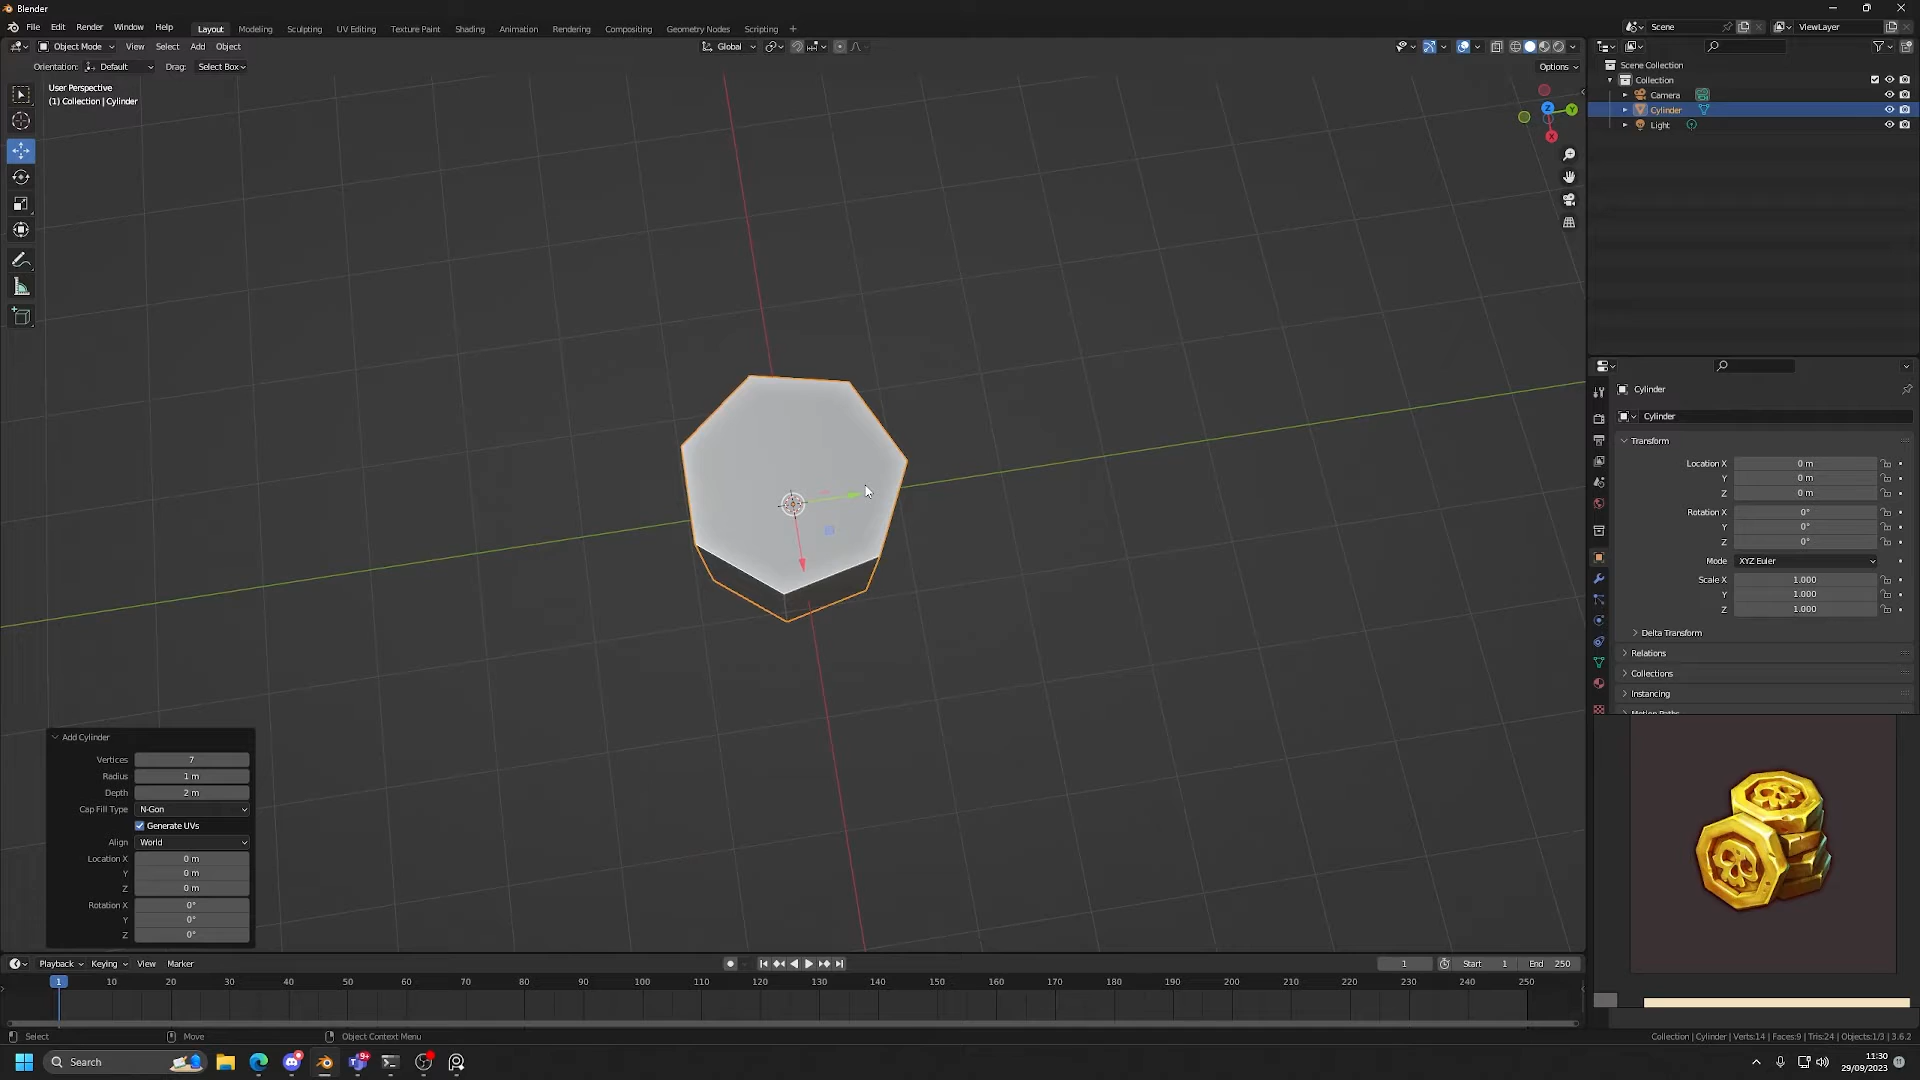 Blender
File Edit Render Window Help Layout Modeling Sculpting UV Editing Texture Paint Shading Animation Rendering Compositing Geometry Nodes Scripting + Scene ViewLayer
Object Mode View Select Add Object Global
Orientation: Default Drag: Select Box Options
User Perspective
(1) Collection | Cylinder
Z
Y
X
Scene Collection
Collection
Camera
Cylinder
Light
Cylinder
Cylinder
Transform
Location X 0 m
Y 0 m
Z 0 m
Rotation X 0°
Y 0°
Z 0°
Mode XYZ Euler
Scale X 1.000
Y 1.000
Z 1.000
Delta Transform
Relations
Collections
Instancing
Motion Paths
Add Cylinder
Vertices 7
Radius 1 m
Depth 2 m
Cap Fill Type N-Gon
Generate UVs
Align World
Location X 0 m
Y 0 m
Z 0 m
Rotation X 0°
Y 0°
Z 0°
Playback Keying View Marker 1 Start 1 End 250
1 10 20 30 40 50 60 70 80 90 100 110 120 130 140 150 160 170 180 190 200 210 220 230 240 250
Select Move Object Context Menu Collection | Cylinder | Verts:14 | Faces:9 | Tris:24 | Objects:1/3 | 3.6.2
Search 9+ 11:30
29/09/2023